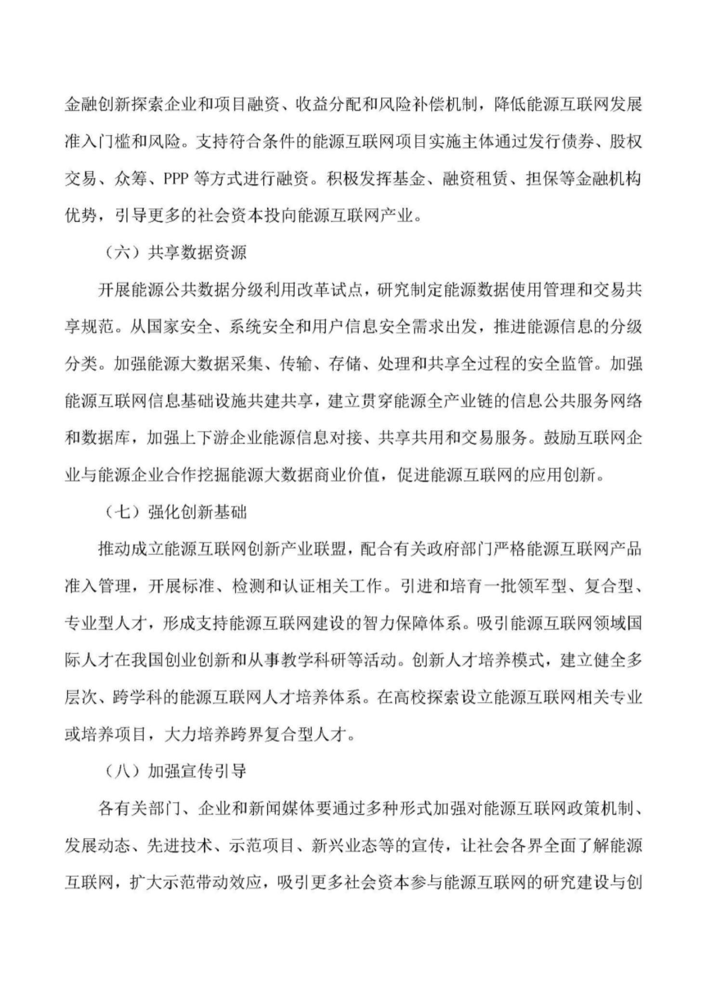 金融创新探索企业和项目融资、收益分配和风险补偿机制，降低能源互联网发展
准入门槛和风险。支持符合条件的能源互联网项目实施主体通过发行债券、股权
交易、众筹、PPP 等方式进行融资。积极发挥基金、融资租赁、担保等金融机构
优势，引导更多的社会资本投向能源互联网产业。
（六）共享数据资源
开展能源公共数据分级利用改革试点，研究制定能源数据使用管理和交易共
享规范。从国家安全、系统安全和用户信息安全需求出发，推进能源信息的分级
分类。加强能源大数据采集、传输、存储、处理和共享全过程的安全监管。加强
能源互联网信息基础设施共建共享，建立贯穿能源全产业链的信息公共服务网络
和数据库，加强上下游企业能源信息对接、共享共用和交易服务。鼓励互联网企
业与能源企业合作挖掘能源大数据商业价值，促进能源互联网的应用创新。
（七）强化创新基础
推动成立能源互联网创新产业联盟，配合有关政府部门严格能源互联网产品
准入管理，开展标准、检测和认证相关工作。引进和培育一批领军型、复合型、
专业型人才，形成支持能源互联网建设的智力保障体系。吸引能源互联网领域国
际人才在我国创业创新和从事教学科研等活动。创新人才培养模式，建立健全多
层次、跨学科的能源互联网人才培养体系。在高校探索设立能源互联网相关专业
或培养项目，大力培养跨界复合型人才。
（八）加强宣传引导
各有关部门、企业和新闻媒体要通过多种形式加强对能源互联网政策机制、
发展动态、先进技术、示范项目、新兴业态等的宣传，让社会各界全面了解能源
互联网，扩大示范带动效应，吸引更多社会资本参与能源互联网的研究建设与创